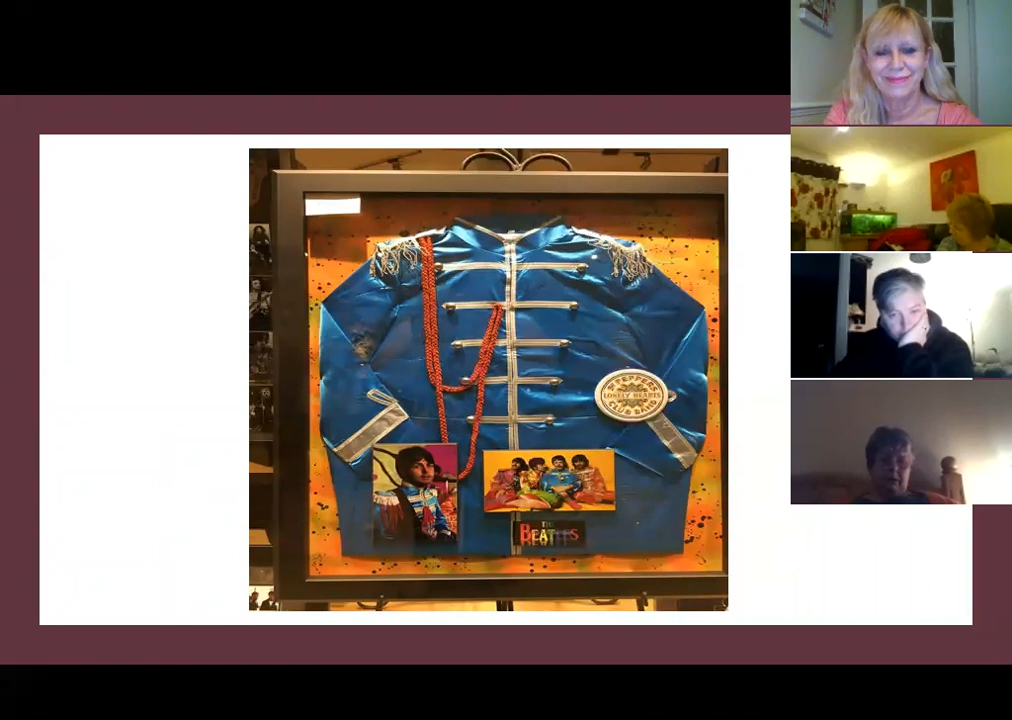 SGT PEPPERS
LONELY HEARTS
CLUB BAND
THE
BEATLES